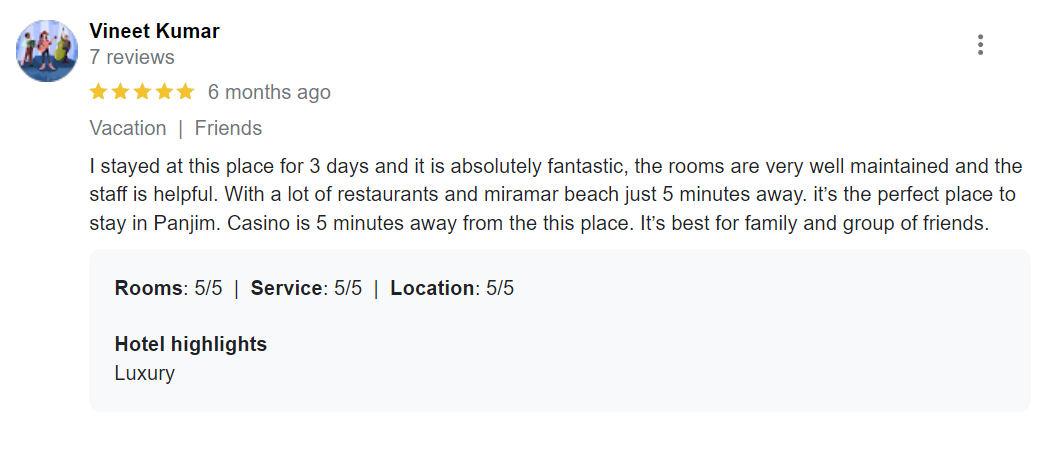 Vineet Kumar
7 reviews
6 months ago
Vacation | Friends
I stayed at this place for 3 days and it is absolutely fantastic, the rooms are very well maintained and the
staff is helpful. With a lot of restaurants and miramar beach just 5 minutes away. it’s the perfect place to
stay in Panjim. Casino is 5 minutes away from the this place. It’s best for family and group of friends.
Rooms: 5/5 | Service: 5/5 | Location: 5/5
Hotel highlights
Luxury